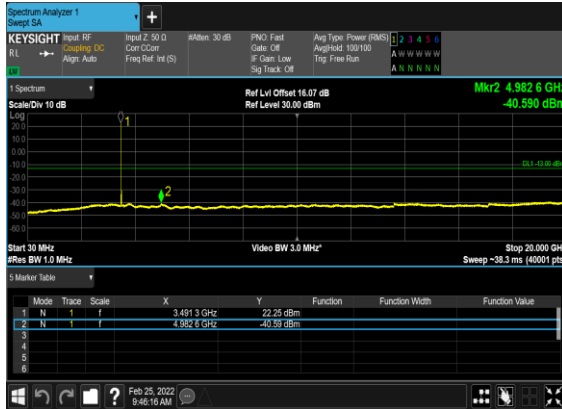 Spectrum Analyzer 1
Swept SA
+
KEYSIGHT Input: RF Input Z: 50 Ω #Atten: 30 dB PNO: Fast Avg Type: Power (RMS) 1 2 3 4 5 6
RL Coupling: DC Corr CCorr Gate: Off Avg|Hold: 100/100 A W W W W W
Align: Auto Freq Ref: Int (S) IF Gain: Low Trig: Free Run
LU Sig Track: Off A N N N N N
1 Spectrum Ref Lvl Offset 16.07 dB Mkr2 4.982 6 GHz
Scale/Div 10 dB Ref Level 30.00 dBm -40.590 dBm
Log
20.0
10.0
0.00
-10.0
DL1 -13.00 dBm
-20.0
-30.0
-40.0
-50.0
-60.0
1
2
Start 30 MHz Video BW 3.0 MHz* Stop 20.000 GHz
#Res BW 1.0 MHz Sweep ~38.3 ms (40001 pts)
5 Marker Table
Mode Trace Scale X Y Function Function Width Function Value
1 N 1 f 3.491 3 GHz 22.25 dBm
2 N 1 f 4.982 6 GHz -40.59 dBm
3
4
5
6
? Feb 25, 2022
9:46:16 AM